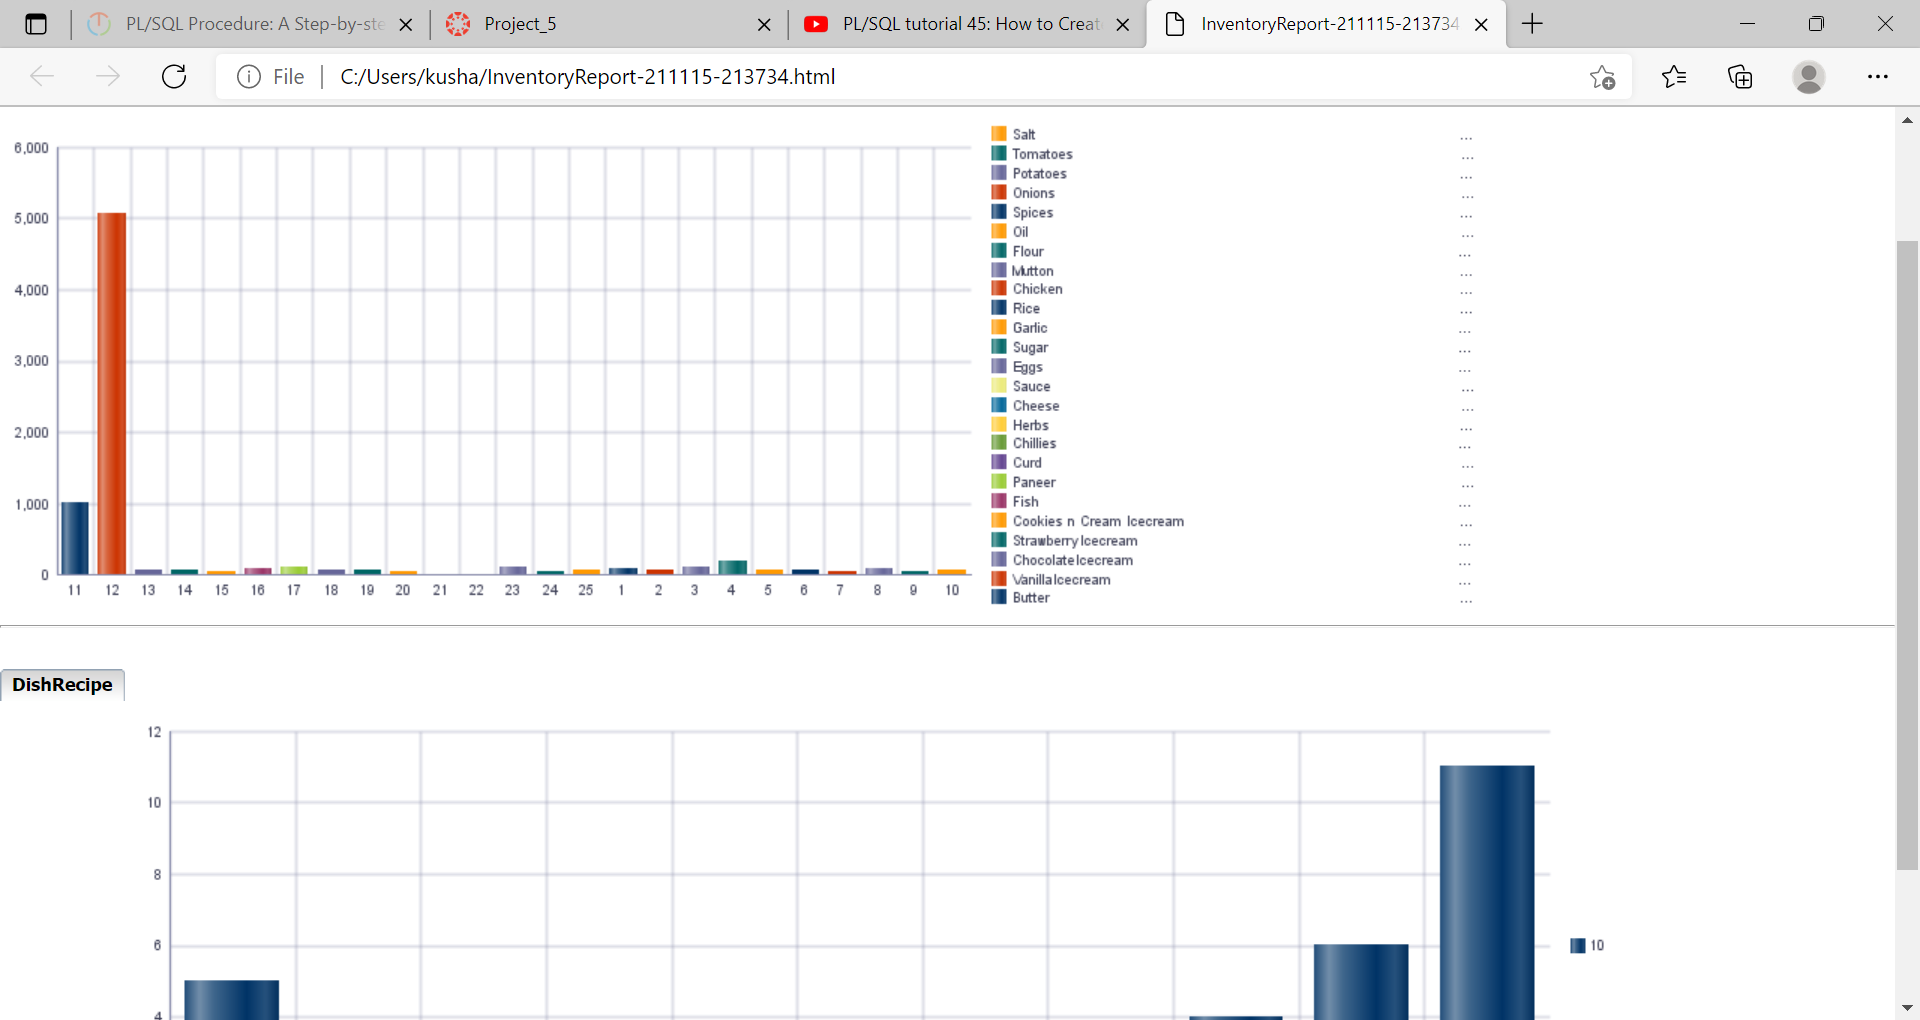 PL/SQL Procedure: A Step-by-ste
Project_5
PL/SQL tutorial 45: How to Creat
InventoryReport-211115-213734
File
C:/Users/kusha/InventoryReport-211115-213734.html
6,000
5,000
4,000
3,000
2,000
1,000
0
11 12 13 14 15 16 17 18 19 20 21 22 23 24 25 1 2 3 4 5 6 7 8 9 10
Salt ...
Tomatoes ...
Potatoes ...
Onions ...
Spices ...
Oil ...
Flour ...
Mutton ...
Chicken ...
Rice ...
Garlic ...
Sugar ...
Eggs ...
Sauce ...
Cheese ...
Herbs ...
Chillies ...
Curd ...
Paneer ...
Fish ...
Cookies n Cream Icecream ...
Strawberry Icecream ...
Chocolate Icecream ...
Vanilla Icecream ...
Butter ...
DishRecipe
12
10
8
6
4
10